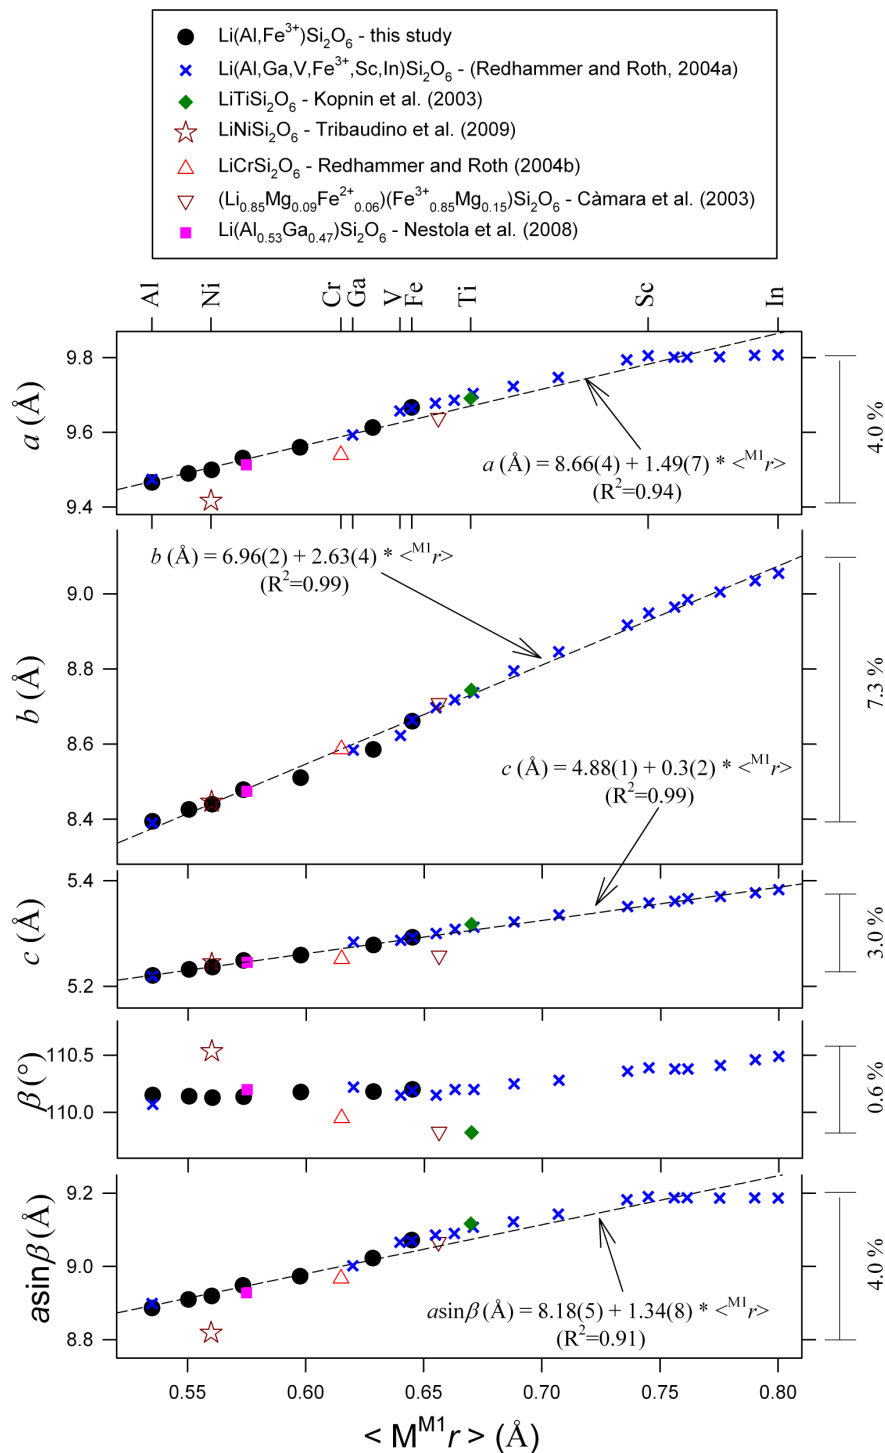 Li(Al,Fe³⁺)Si₂O₆ - this study
Li(Al,Ga,V,Fe³⁺,Sc,In)Si₂O₆ - (Redhammer and Roth, 2004a)
LiTiSi₂O₆ - Kopnin et al. (2003)
LiNiSi₂O₆ - Tribaudino et al. (2009)
LiCrSi₂O₆ - Redhammer and Roth (2004b)
(Li₀.₈₅Mg₀.₀₉Fe²⁺₀.₀₆)(Fe³⁺₀.₈₅Mg₀.₁₅)Si₂O₆ - Càmara et al. (2003)
Li(Al₀.₅₃Ga₀.₄₇)Si₂O₆ - Nestola et al. (2008)
Al Ni Cr Ga V Fe Ti Sc In
a (Å)
9.8
9.6
9.4
a (Å) = 8.66(4) + 1.49(7) * <ᴹ¹r>
(R²=0.94)
4.0 %
b (Å)
b (Å) = 6.96(2) + 2.63(4) * <ᴹ¹r>
(R²=0.99)
9.0
8.8
8.6
8.4
7.3 %
c (Å) = 4.88(1) + 0.3(2) * <ᴹ¹r>
(R²=0.99)
c (Å)
5.4
5.2
3.0 %
β (°)
110.5
110.0
0.6 %
asinβ (Å)
9.2
9.0
8.8
asinβ (Å) = 8.18(5) + 1.34(8) * <ᴹ¹r>
(R²=0.91)
4.0 %
0.55 0.60 0.65 0.70 0.75 0.80
< Mᴹ¹r > (Å)